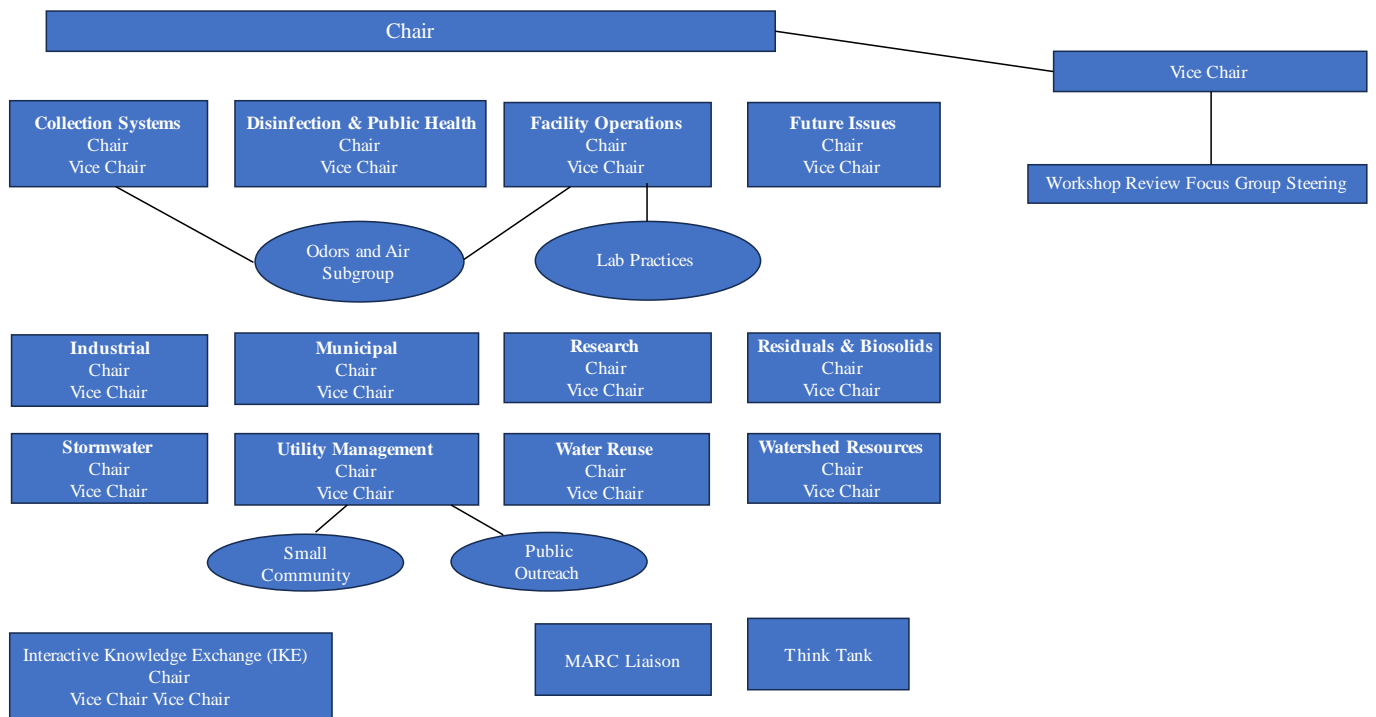 Chair
Vice Chair
Collection Systems
Chair
Vice Chair
Disinfection & Public Health
Chair
Vice Chair
Facility Operations
Chair
Vice Chair
Future Issues
Chair
Vice Chair
Workshop Review Focus Group Steering
Odors and Air
Subgroup
Lab Practices
Industrial
Chair
Vice Chair
Municipal
Chair
Vice Chair
Research
Chair
Vice Chair
Residuals & Biosolids
Chair
Vice Chair
Stormwater
Chair
Vice Chair
Utility Management
Chair
Vice Chair
Water Reuse
Chair
Vice Chair
Watershed Resources
Chair
Vice Chair
Small
Community
Public
Outreach
Interactive Knowledge Exchange (IKE)
Chair
Vice Chair Vice Chair
MARC Liaison
Think Tank